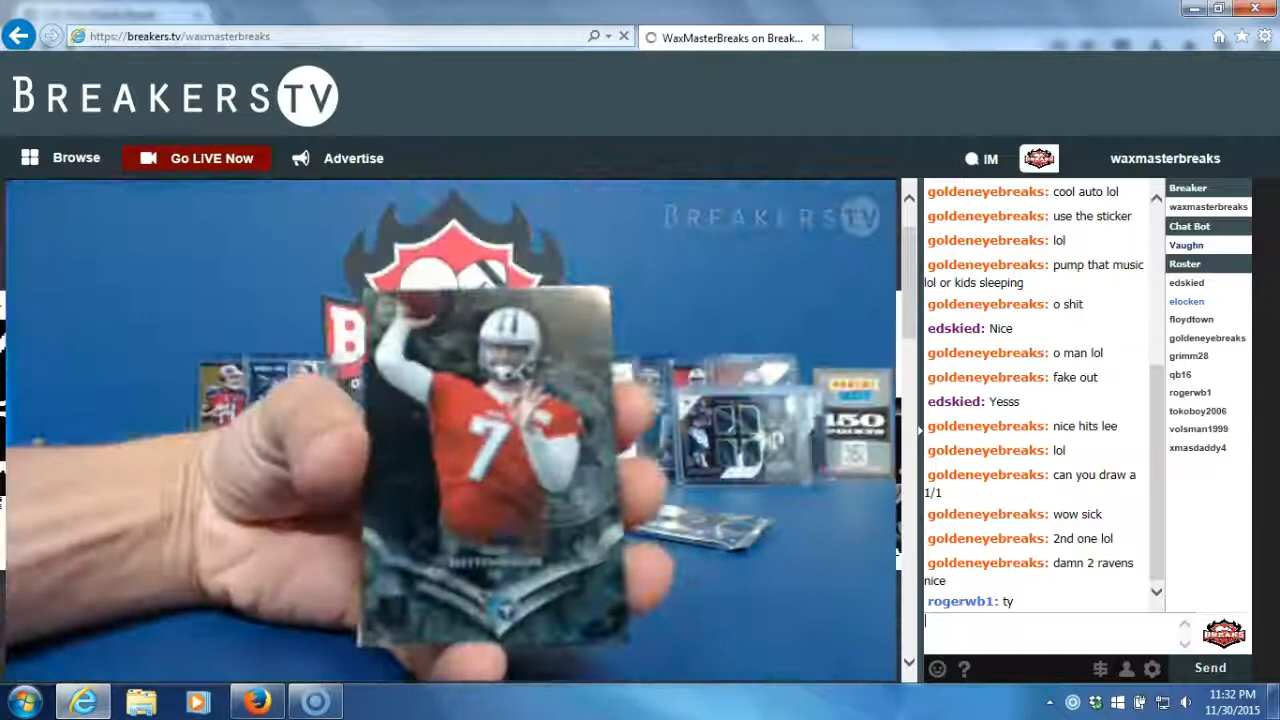 https://breakers.tv/waxmasterbreaks
WaxMasterBreaks on Break...
BREAKERSTV
Browse
Go LIVE Now
Advertise
IM
waxmasterbreaks
BREAKERSTV
B
7
150
goldeneyebreaks: cool auto lol
goldeneyebreaks: use the sticker
goldeneyebreaks: lol
goldeneyebreaks: pump that music
lol or kids sleeping
goldeneyebreaks: o shit
edskied: Nice
goldeneyebreaks: o man lol
goldeneyebreaks: fake out
edskied: Yesss
goldeneyebreaks: nice hits lee
goldeneyebreaks: lol
goldeneyebreaks: can you draw a
1/1
goldeneyebreaks: wow sick
goldeneyebreaks: 2nd one lol
goldeneyebreaks: damn 2 ravens
nice
rogerwb1: ty
Breaker
waxmasterbreaks
Chat Bot
Vaughn
Roster
edskied
elocken
floydtown
goldeneyebreaks
grimm28
qb16
rogerwb1
tokoboy2006
volsman1999
xmasdaddy4
BREAKS
Send
11:32 PM
11/30/2015